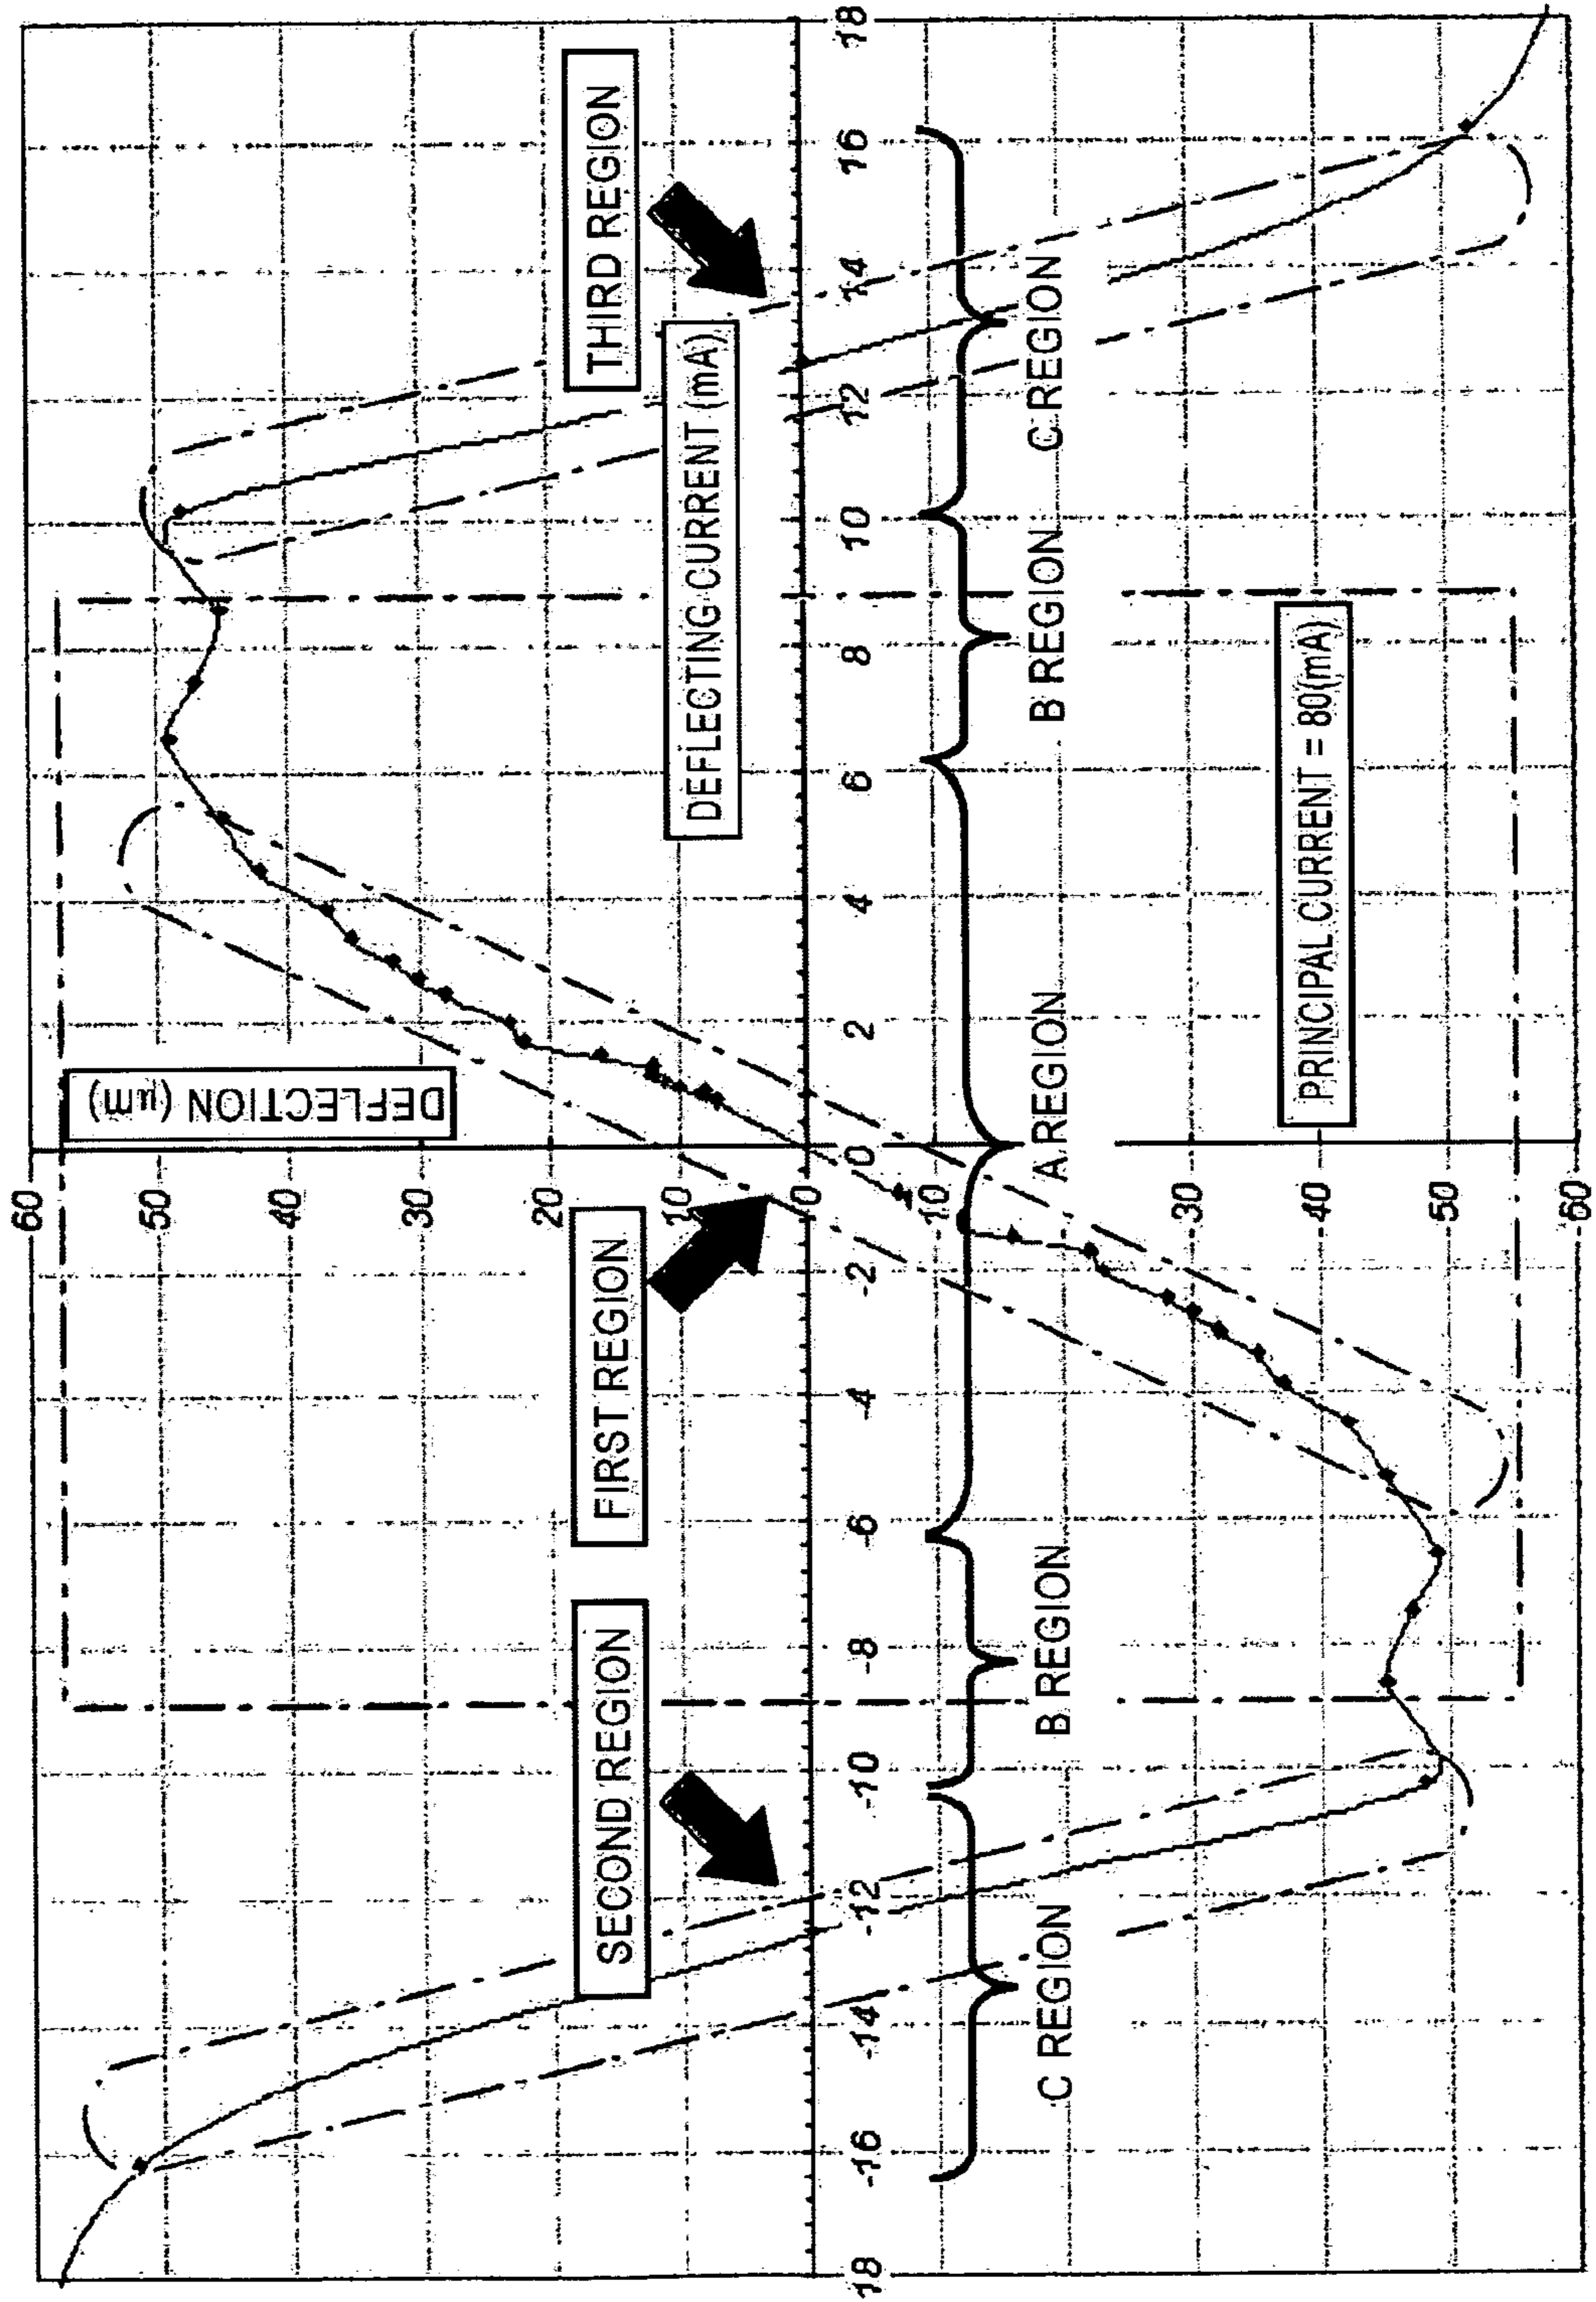 60
DEFLECTION (μm)
50
40
30
20
SECOND REGION
FIRST REGION
THIRD REGION
10
DEFLECTING CURRENT (mA)
0
18 -16 -14 -12 -10 -8 -6 -4 -2 0 2 4 6 8 10 12 14 16 18
10
C REGION B REGION A REGION B REGION C REGION
30
40
PRINCIPAL CURRENT = 80(mA)
50
60